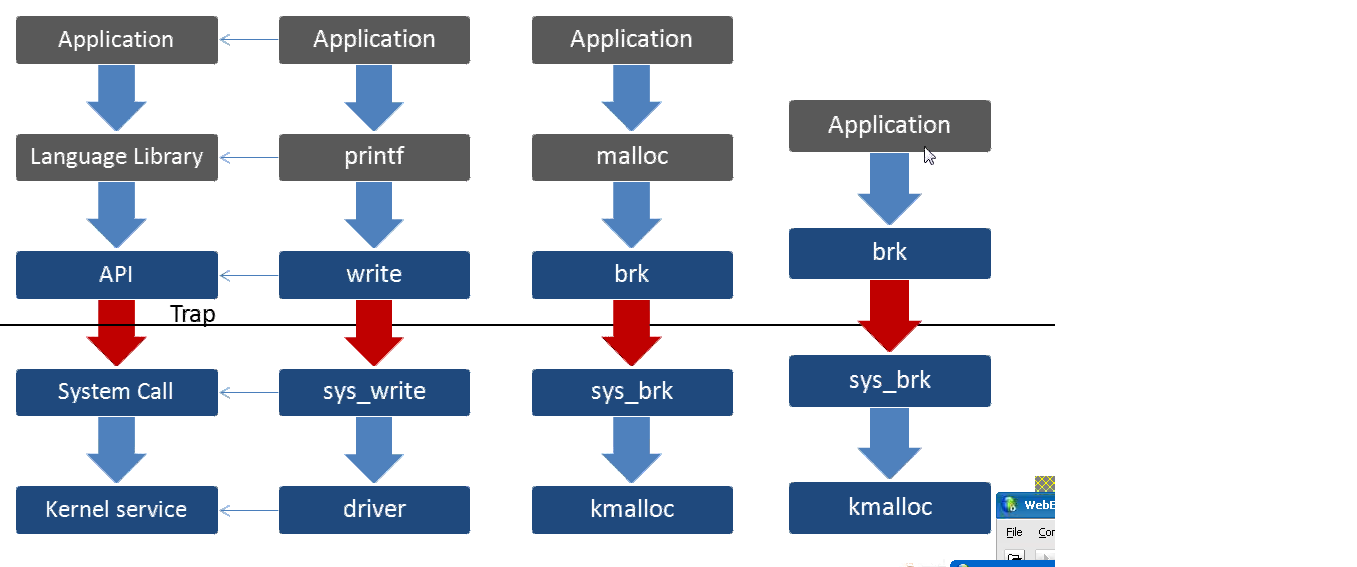 Application
Application
Application
Application
Language Library
printf
malloc
API
write
brk
brk
Trap
System Call
sys_write
sys_brk
sys_brk
Kernel service
driver
kmalloc
kmalloc
File